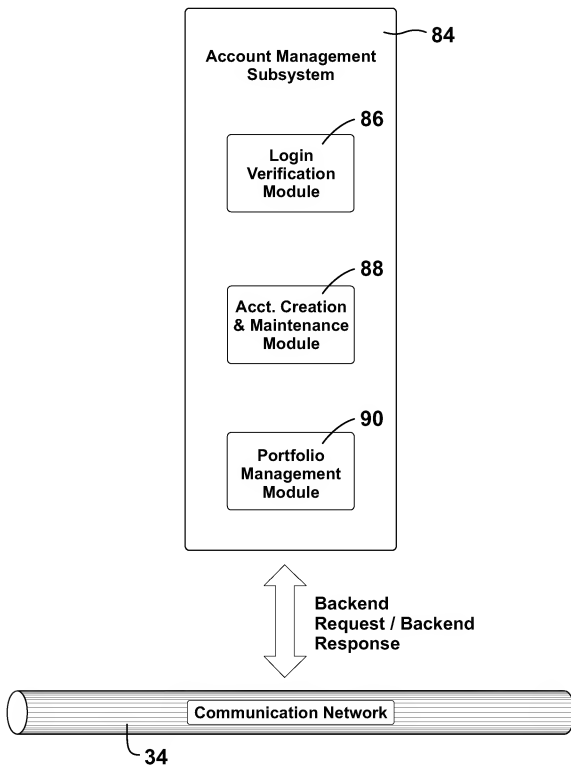 84
Account Management
Subsystem
86
Login
Verification
Module
88
Acct. Creation
& Maintenance
Module
90
Portfolio
Management
Module
Backend
Request / Backend
Response
Communication Network
34